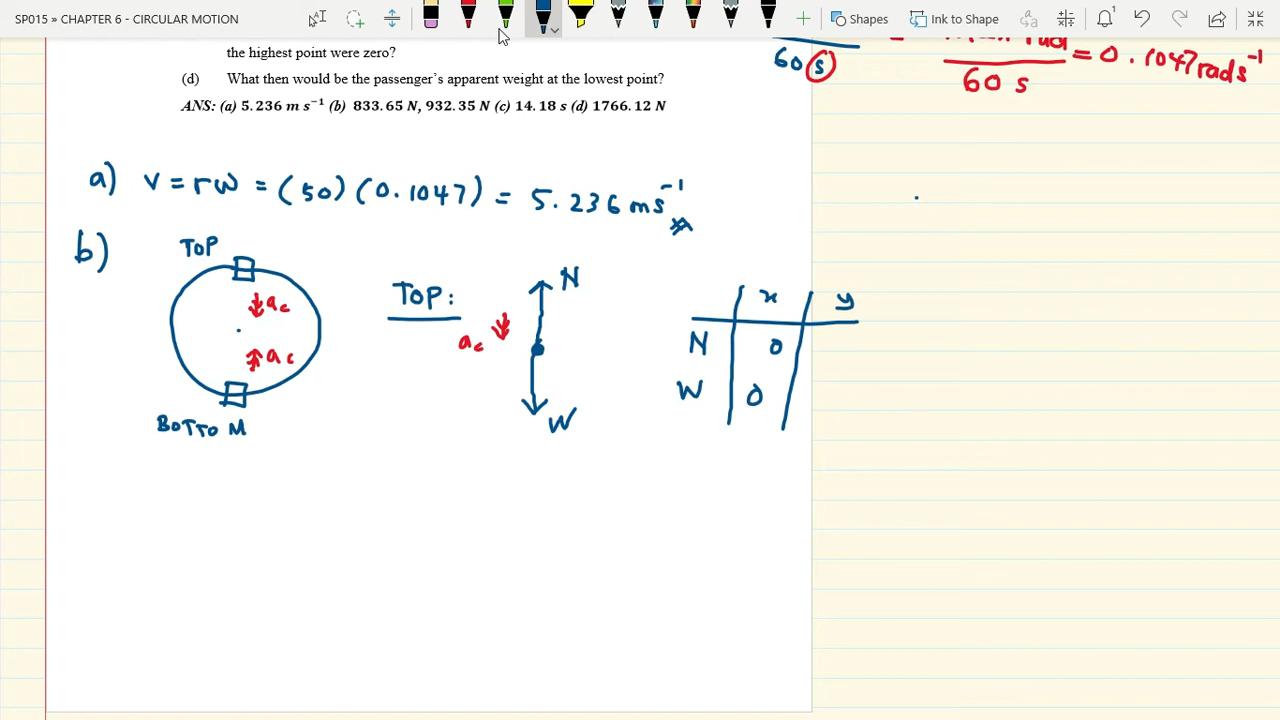 SP015 » CHAPTER 6 - CIRCULAR MOTION
Shapes
Ink to Shape
the highest point were zero?
(d) What then would be the passenger's apparent weight at the lowest point?
ANS: (a) 5.236 m s⁻¹ (b) 833.65 N, 932.35 N (c) 14.18 s (d) 1766.12 N
60 s
60 s
= 0.1047 rad s⁻¹
a) v = rω = (50)(0.1047) = 5.236 ms⁻¹
b)
TOP
ac
ac
BOTTOM
TOP:
N
ac
W
x y
N 0
W 0